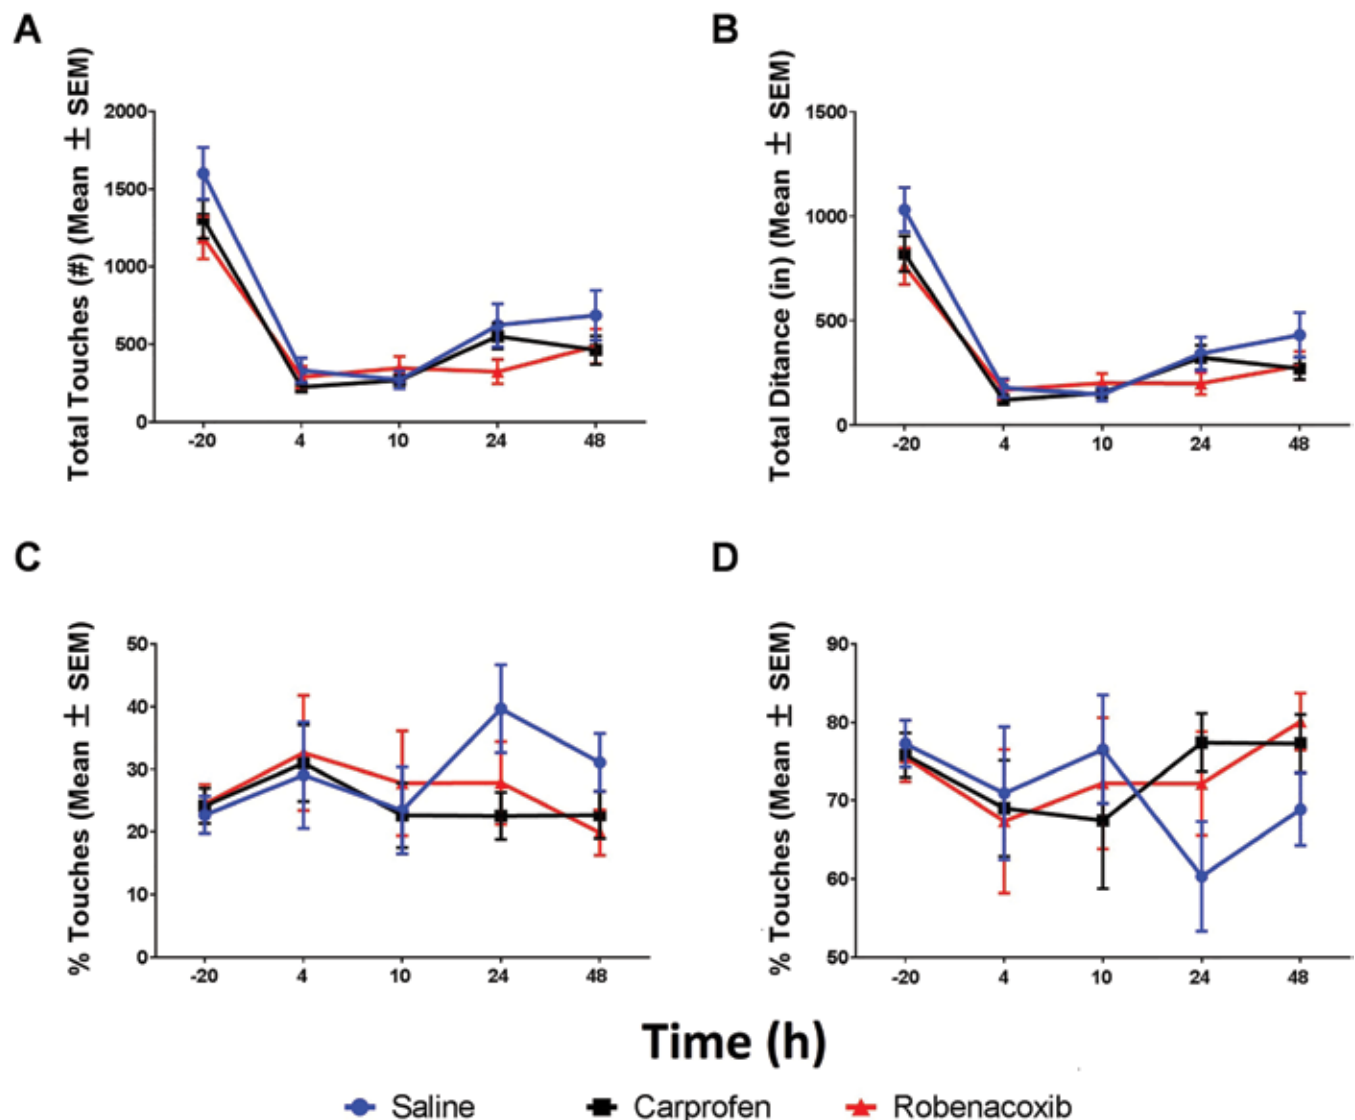 A
Total Touches (#) (Mean ± SEM)
2000
1500
1000
500
0
-20 4 10 24 48
B
Total Ditance (in) (Mean ± SEM)
1500
1000
500
0
-20 4 10 24 48
C
% Touches (Mean ± SEM)
50
40
30
20
10
0
-20 4 10 24 48
D
% Touches (Mean ± SEM)
90
80
70
60
50
-20 4 10 24 48
Time (h)
Saline Carprofen Robenacoxib